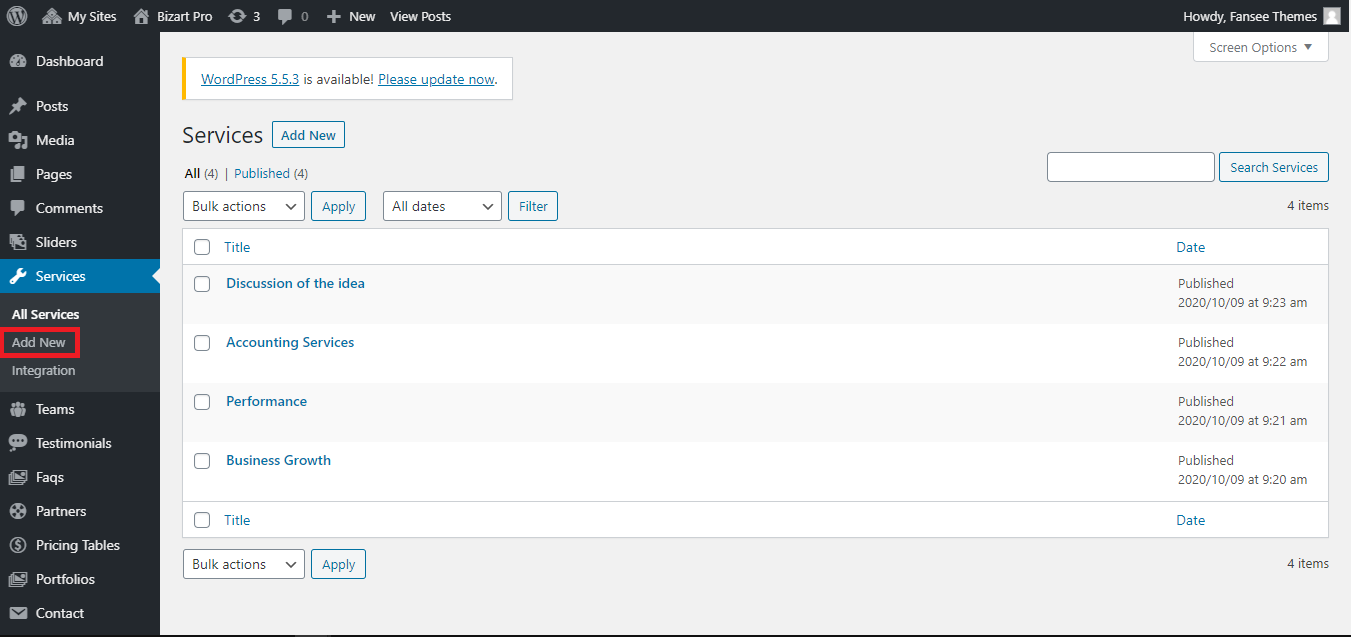 My Sites Bizart Pro 3 0 New View Posts Howdy, Fansee Themes
Screen Options
Dashboard
Posts
Media
Pages
Comments
Sliders
Services
All Services
Add New
Integration
Teams
Testimonials
Faqs
Partners
Pricing Tables
Portfolios
Contact
WordPress 5.5.3 is available! Please update now.
Services Add New
All (4) | Published (4)
Search Services
Bulk actions Apply All dates Filter 4 items
Title Date
Discussion of the idea Published
2020/10/09 at 9:23 am
Accounting Services Published
2020/10/09 at 9:22 am
Performance Published
2020/10/09 at 9:21 am
Business Growth Published
2020/10/09 at 9:20 am
Title Date
Bulk actions Apply 4 items